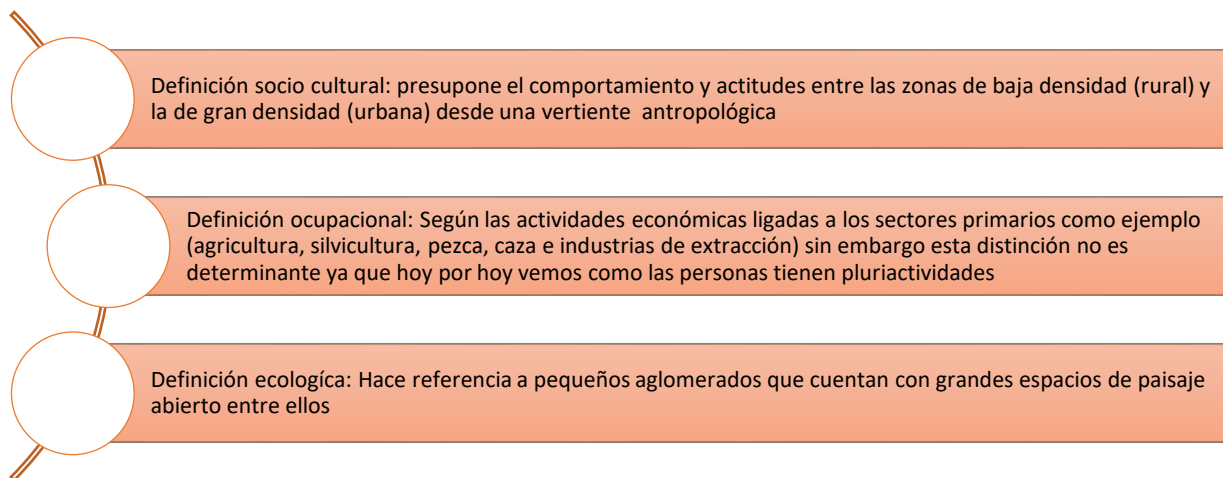 Definición socio cultural: presupone el comportamiento y actitudes entre las zonas de baja densidad (rural) y
la de gran densidad (urbana) desde una vertiente antropológica
Definición ocupacional: Según las actividades económicas ligadas a los sectores primarios como ejemplo
(agricultura, silvicultura, pezca, caza e industrias de extracción) sin embargo esta distinción no es
determinante ya que hoy por hoy vemos como las personas tienen pluriactividades
Definición ecologíca: Hace referencia a pequeños aglomerados que cuentan con grandes espacios de paisaje
abierto entre ellos